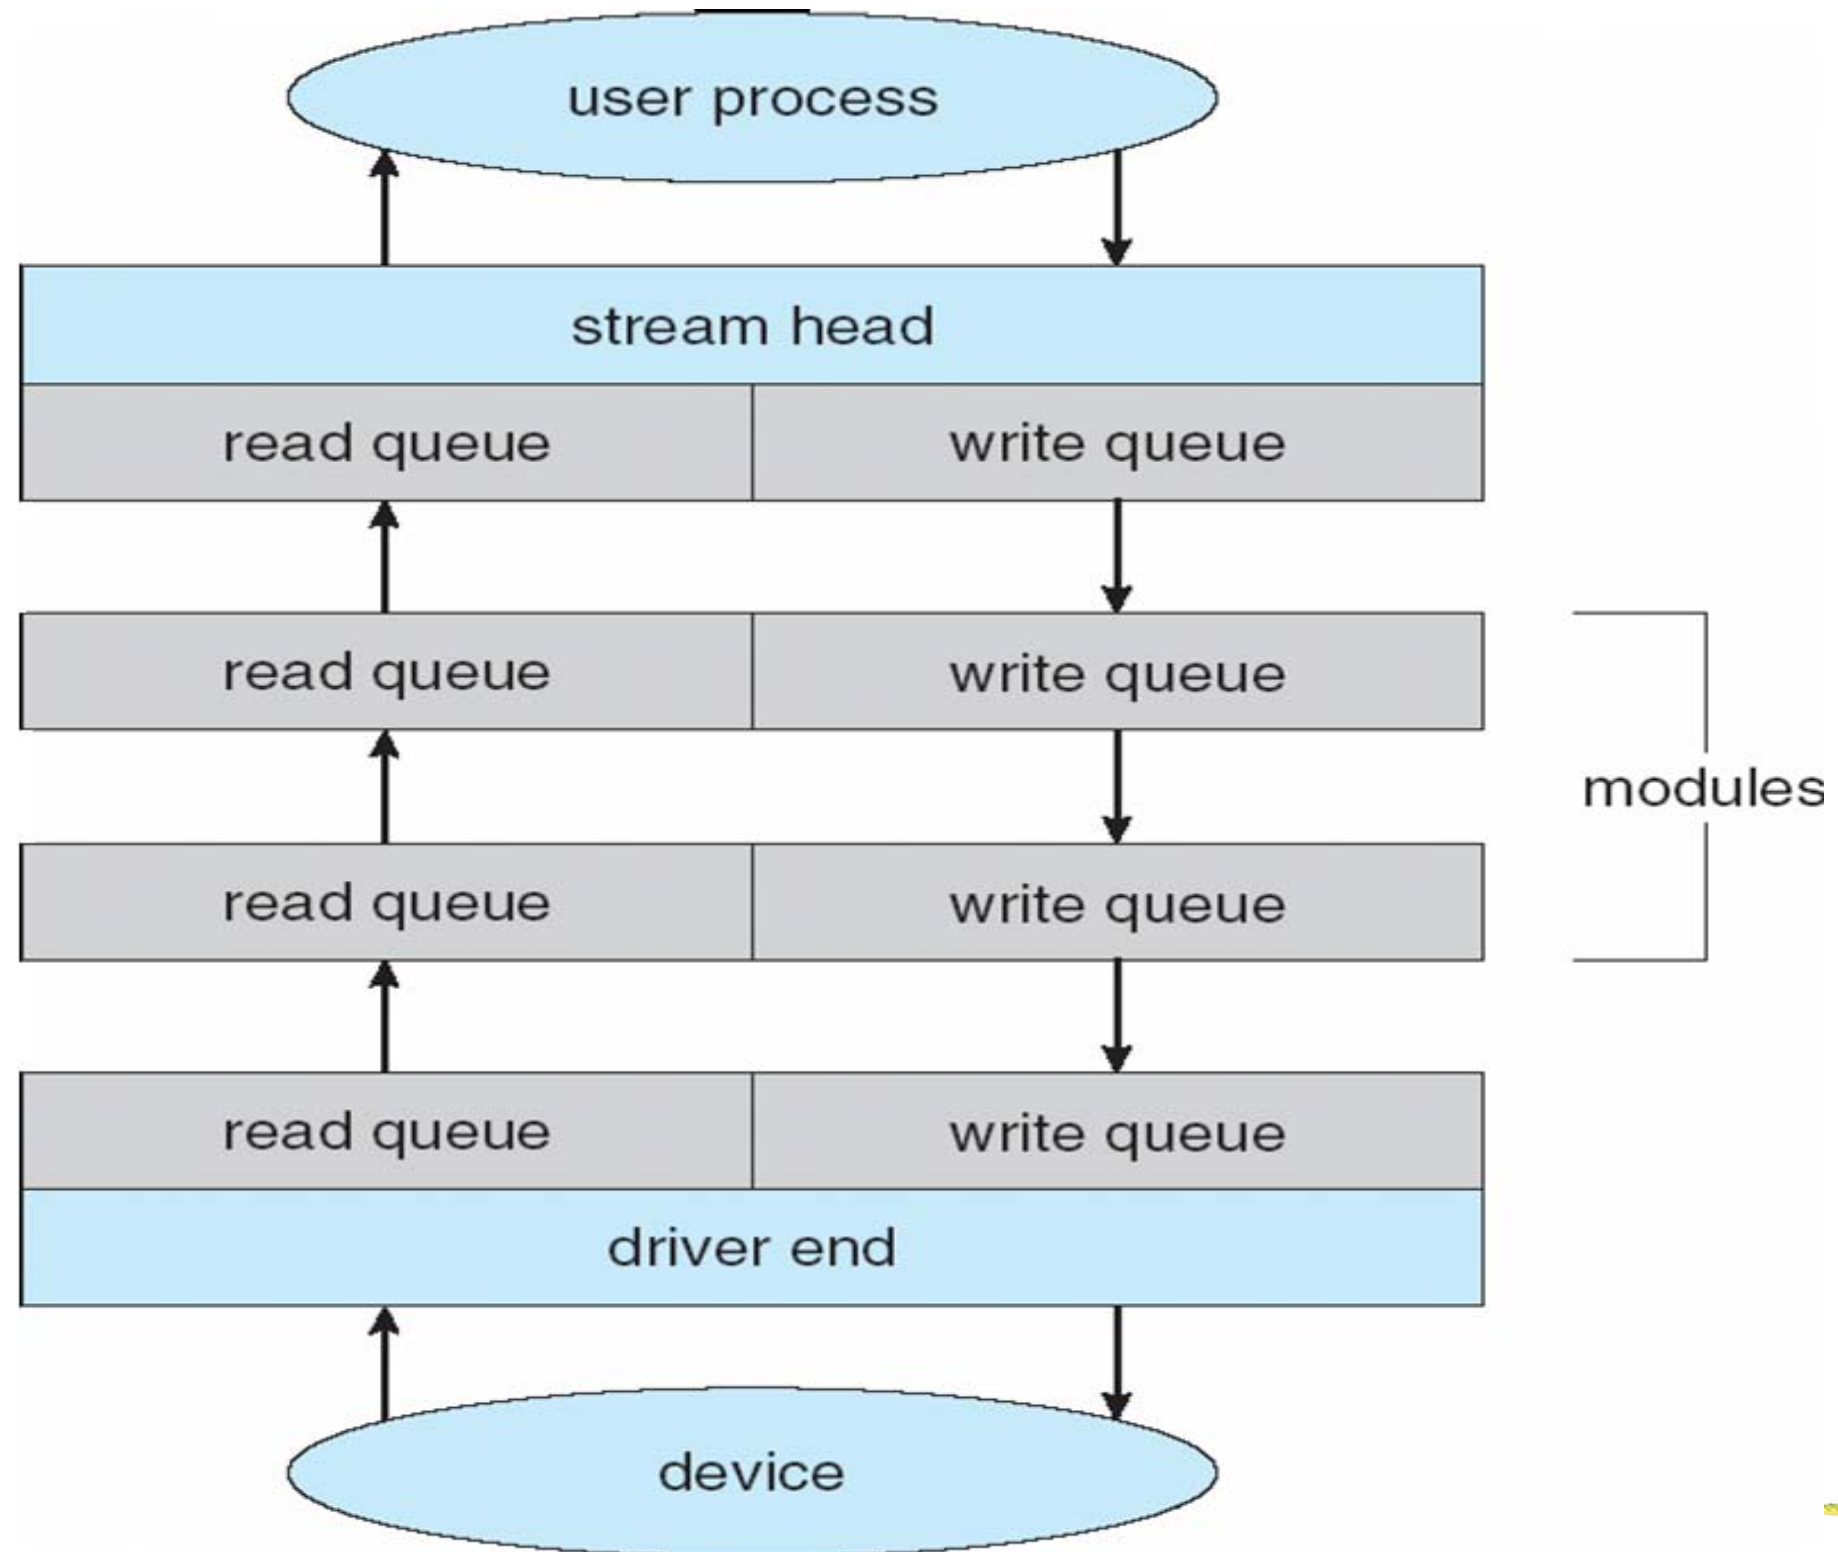 user process
stream head
read queue write queue
read queue write queue
modules
read queue write queue
read queue write queue
driver end
device